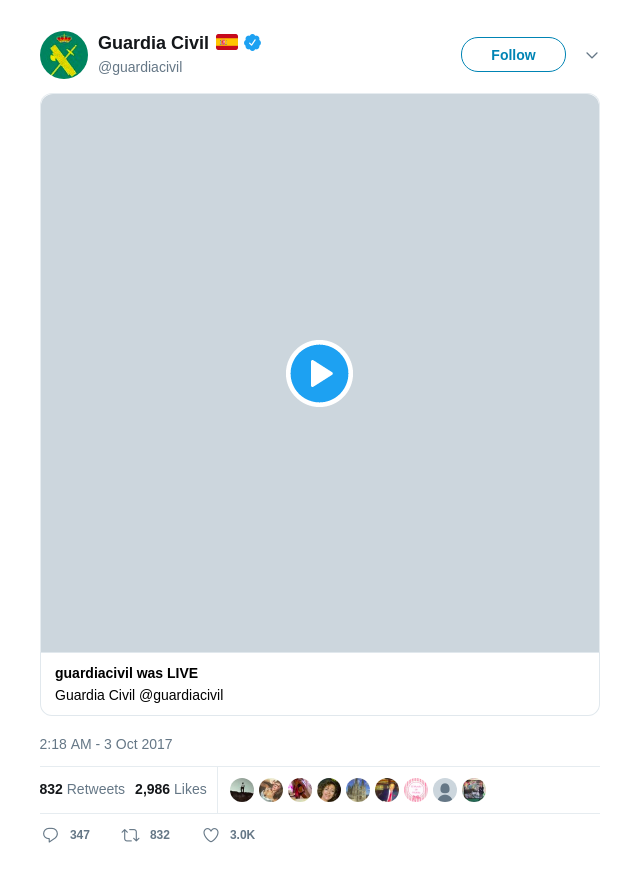 Guardia Civil
@guardiacivil
Follow
guardiacivil was LIVE
Guardia Civil @guardiacivil
2:18 AM - 3 Oct 2017
832 Retweets 2,986 Likes
347 832 3.0K